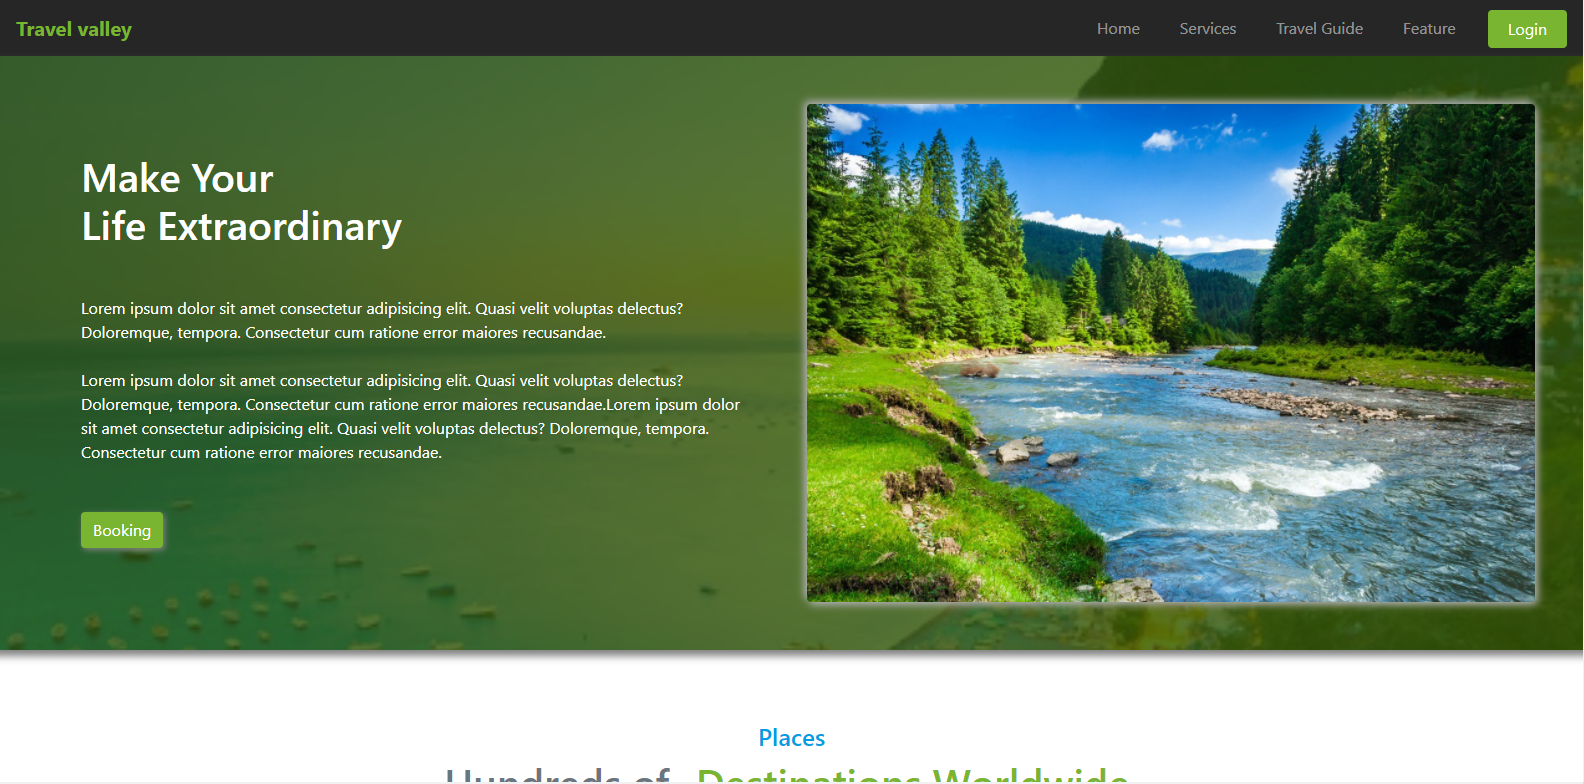 Travel valley
Home Services Travel Guide Feature Login
Make Your
Life Extraordinary
Lorem ipsum dolor sit amet consectetur adipisicing elit. Quasi velit voluptas delectus?
Doloremque, tempora. Consectetur cum ratione error maiores recusandae.
Lorem ipsum dolor sit amet consectetur adipisicing elit. Quasi velit voluptas delectus?
Doloremque, tempora. Consectetur cum ratione error maiores recusandae.Lorem ipsum dolor
sit amet consectetur adipisicing elit. Quasi velit voluptas delectus? Doloremque, tempora.
Consectetur cum ratione error maiores recusandae.
Booking
Places
Hundreds of Destinations Worldwide